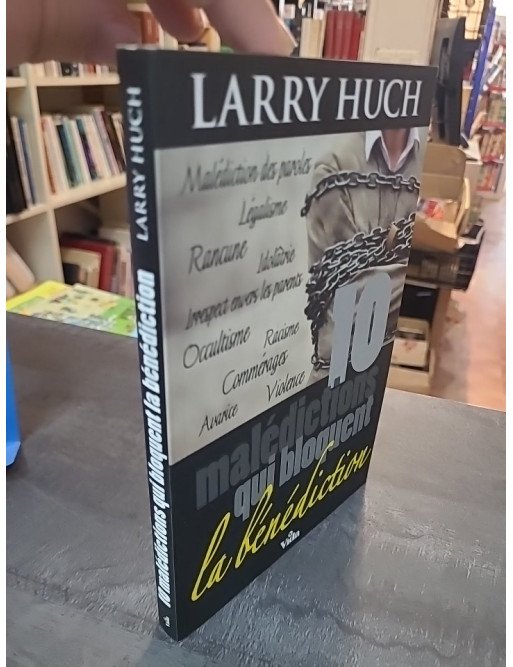 LARRY HUCH
Malédiction des paroles
Légalisme
Rancune
Idolâtrie
Irrespect envers les parents
Occultisme
Racisme
Commérages
Avarice
Violence
10
malédictions
qui bloquent
la bénédiction
Vida
10 malédictions qui bloquent la bénédiction LARRY HUCH